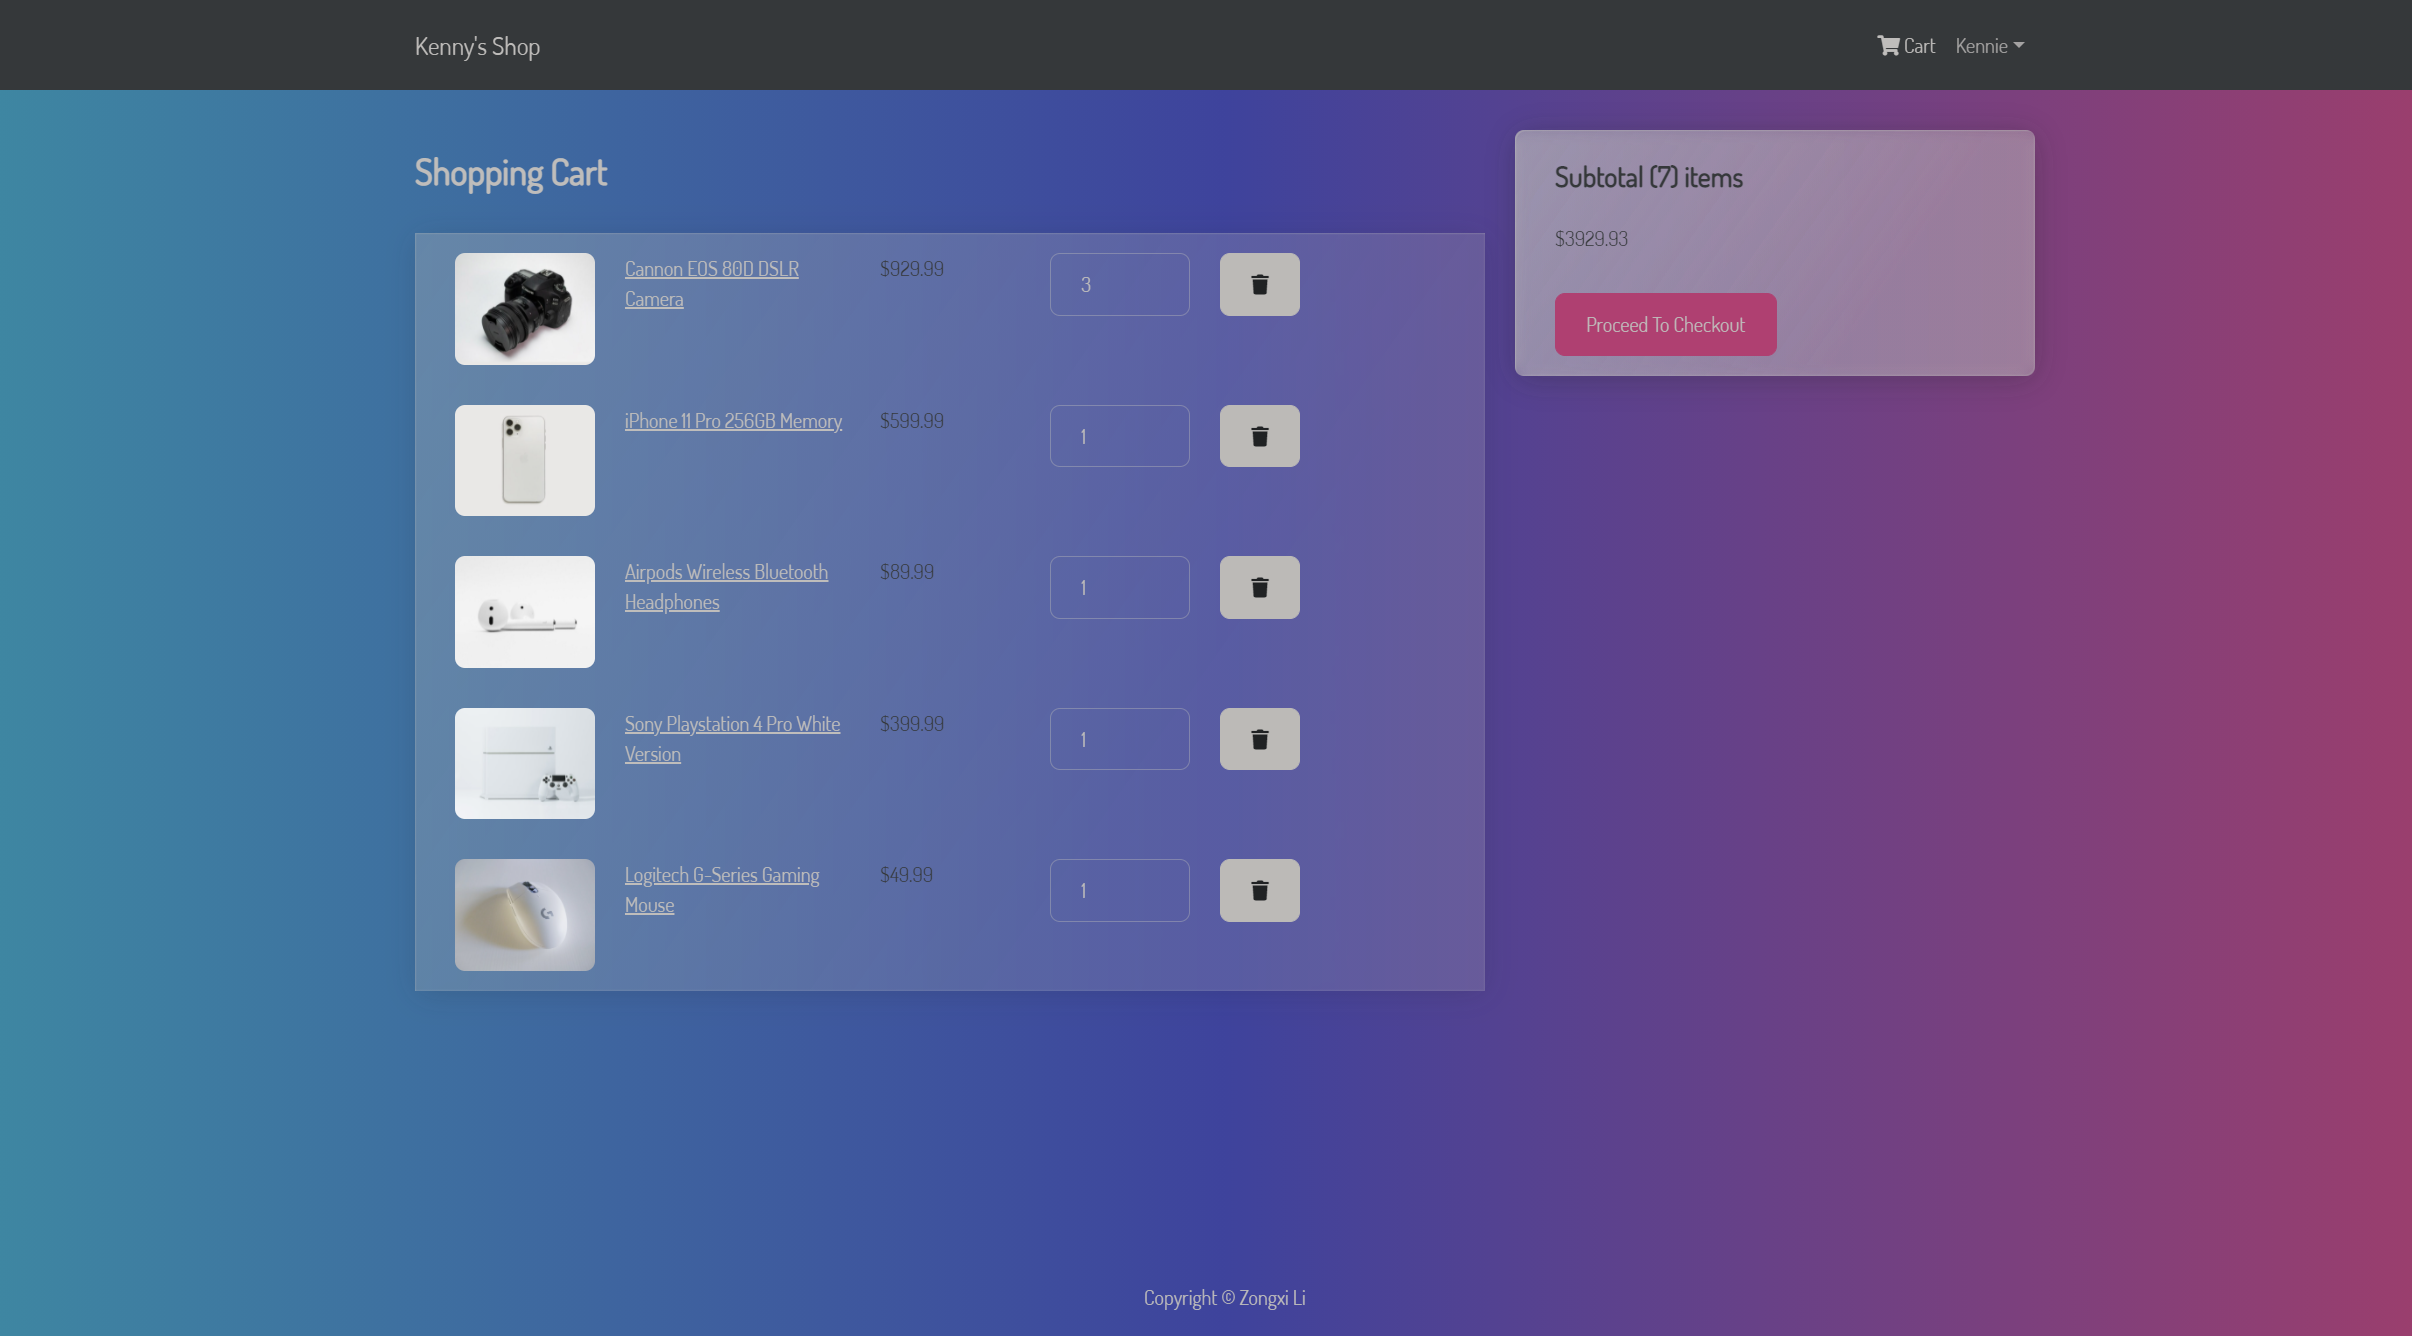 Kenny's Shop
Cart
Kennie
Shopping Cart
Cannon EOS 80D DSLR
Camera
$929.99
3
iPhone 11 Pro 256GB Memory
$599.99
1
Airpods Wireless Bluetooth
Headphones
$89.99
1
Sony Playstation 4 Pro White
Version
$399.99
1
Logitech G-Series Gaming
Mouse
$49.99
1
Subtotal (7) items
$3929.93
Proceed To Checkout
Copyright © Zongxi Li